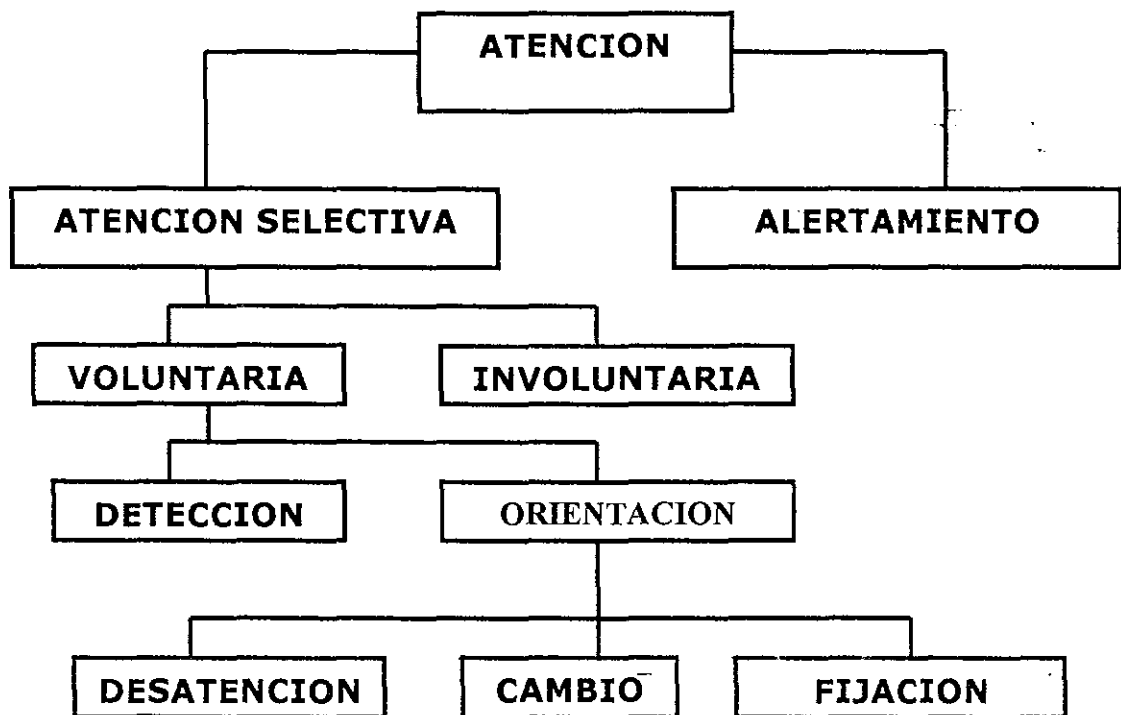 ATENCION
ATENCION SELECTIVA
ALERTAMIENTO
VOLUNTARIA
INVOLUNTARIA
DETECCION
ORIENTACION
DESATENCION
CAMBIO
FIJACION